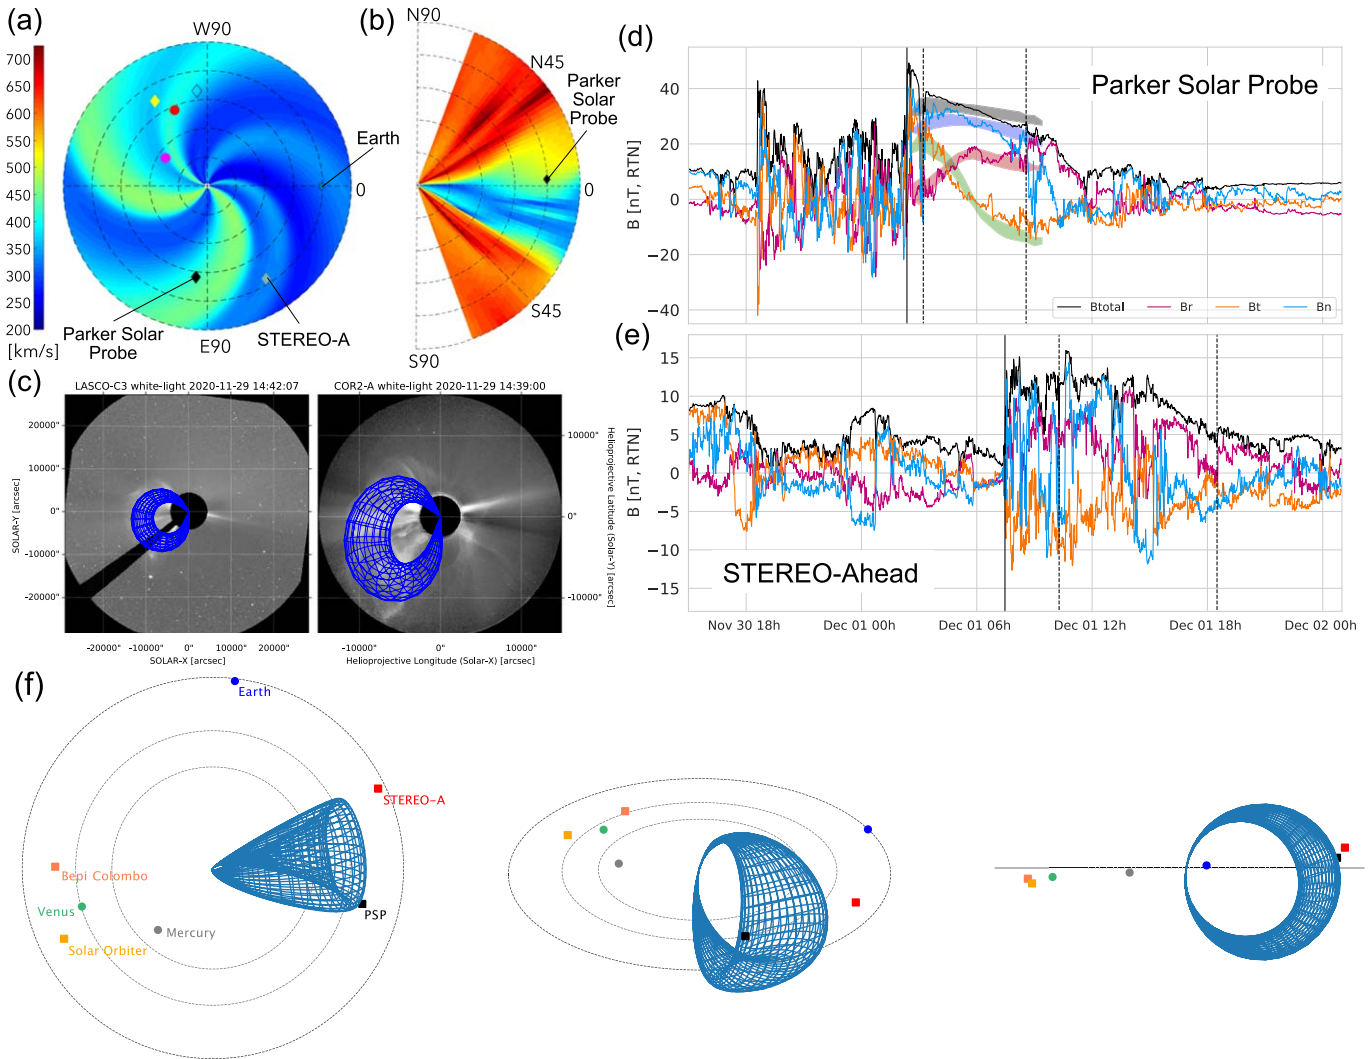 (a)
W90
700
650
600
550
500
450
400
350
300
250
200
[km/s]
Earth
0
Parker Solar
Probe
E90
STEREO-A
(b)
N90
N45
Parker
Solar
Probe
0
S45
S90
(c)
LASCO-C3 white-light 2020-11-29 14:42:07
20000"
10000"
0"
−10000"
−20000"
SOLAR-Y [arcsec]
−20000" −10000" 0" 10000" 20000"
SOLAR-X [arcsec]
COR2-A white-light 2020-11-29 14:39:00
10000"
0"
−10000"
Helioprojective Latitude (Solar-Y) [arcsec]
−10000" 0" 10000"
Helioprojective Longitude (Solar-X) [arcsec]
(d)
Parker Solar Probe
B [nT, RTN]
40
20
0
−20
−40
Btotal Br Bt Bn
(e)
STEREO-Ahead
B [nT, RTN]
15
10
5
0
−5
−10
−15
Nov 30 18h Dec 01 00h Dec 01 06h Dec 01 12h Dec 01 18h Dec 02 00h
(f)
Earth
STEREO-A
Bepi Colombo
Venus
PSP
Mercury
Solar Orbiter